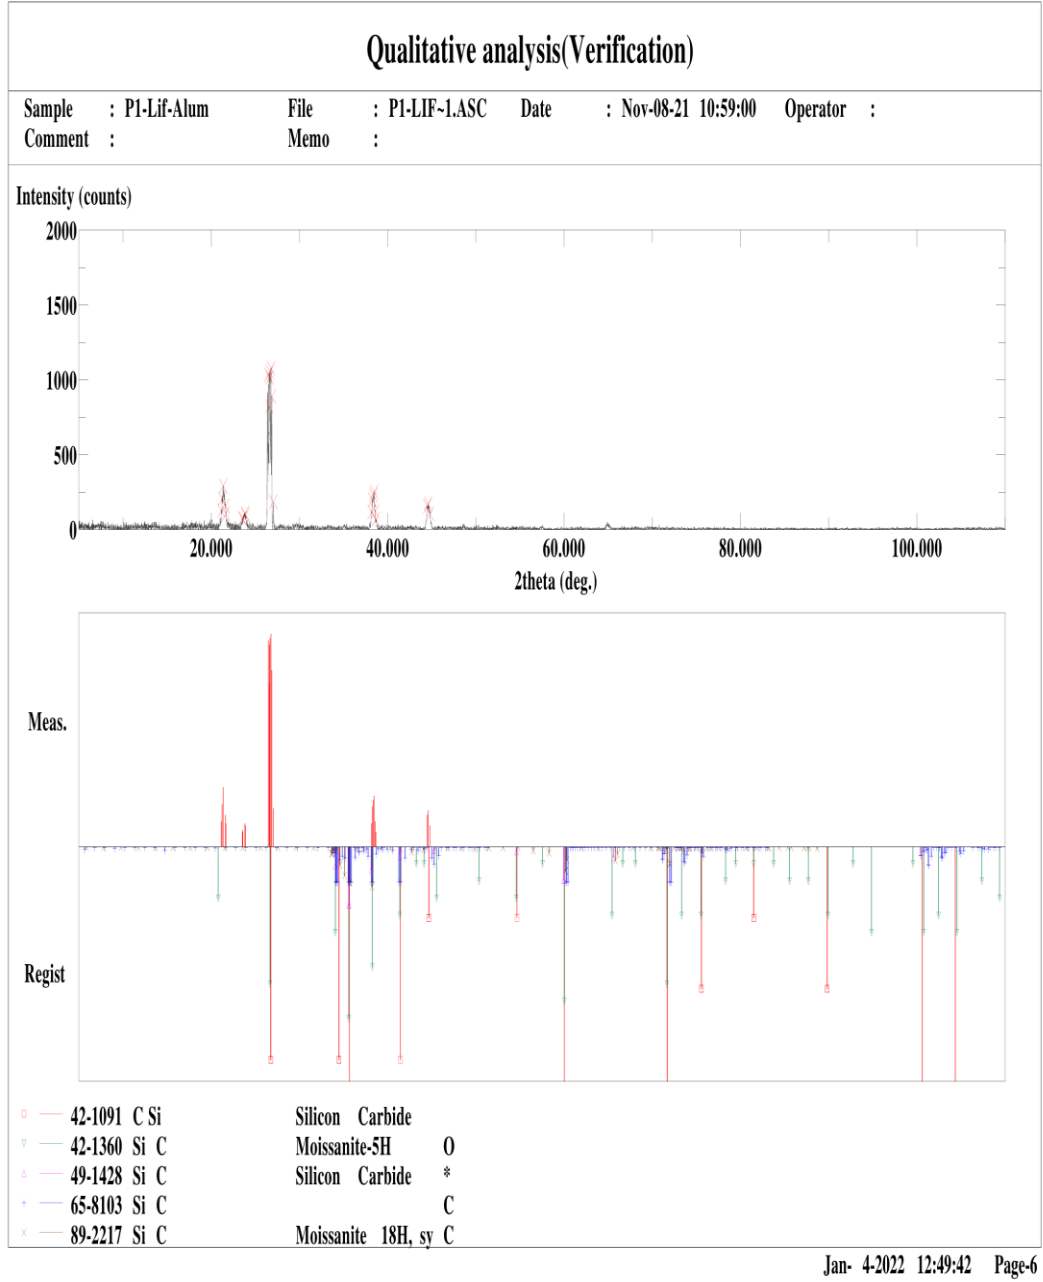 Qualitative analysis(Verification)
Sample : P1-Lif-Alum File : P1-LIF~1.ASC Date : Nov-08-21 10:59:00 Operator :
Comment : Memo :
Intensity (counts)
2000
1500
1000
500
0
20.000 40.000 60.000 80.000 100.000
2theta (deg.)
Meas.
Regist
42-1091 C Si Silicon Carbide
42-1360 Si C Moissanite-5H O
49-1428 Si C Silicon Carbide *
65-8103 Si C C
89-2217 Si C Moissanite 18H, sy C
Jan- 4-2022 12:49:42 Page-6